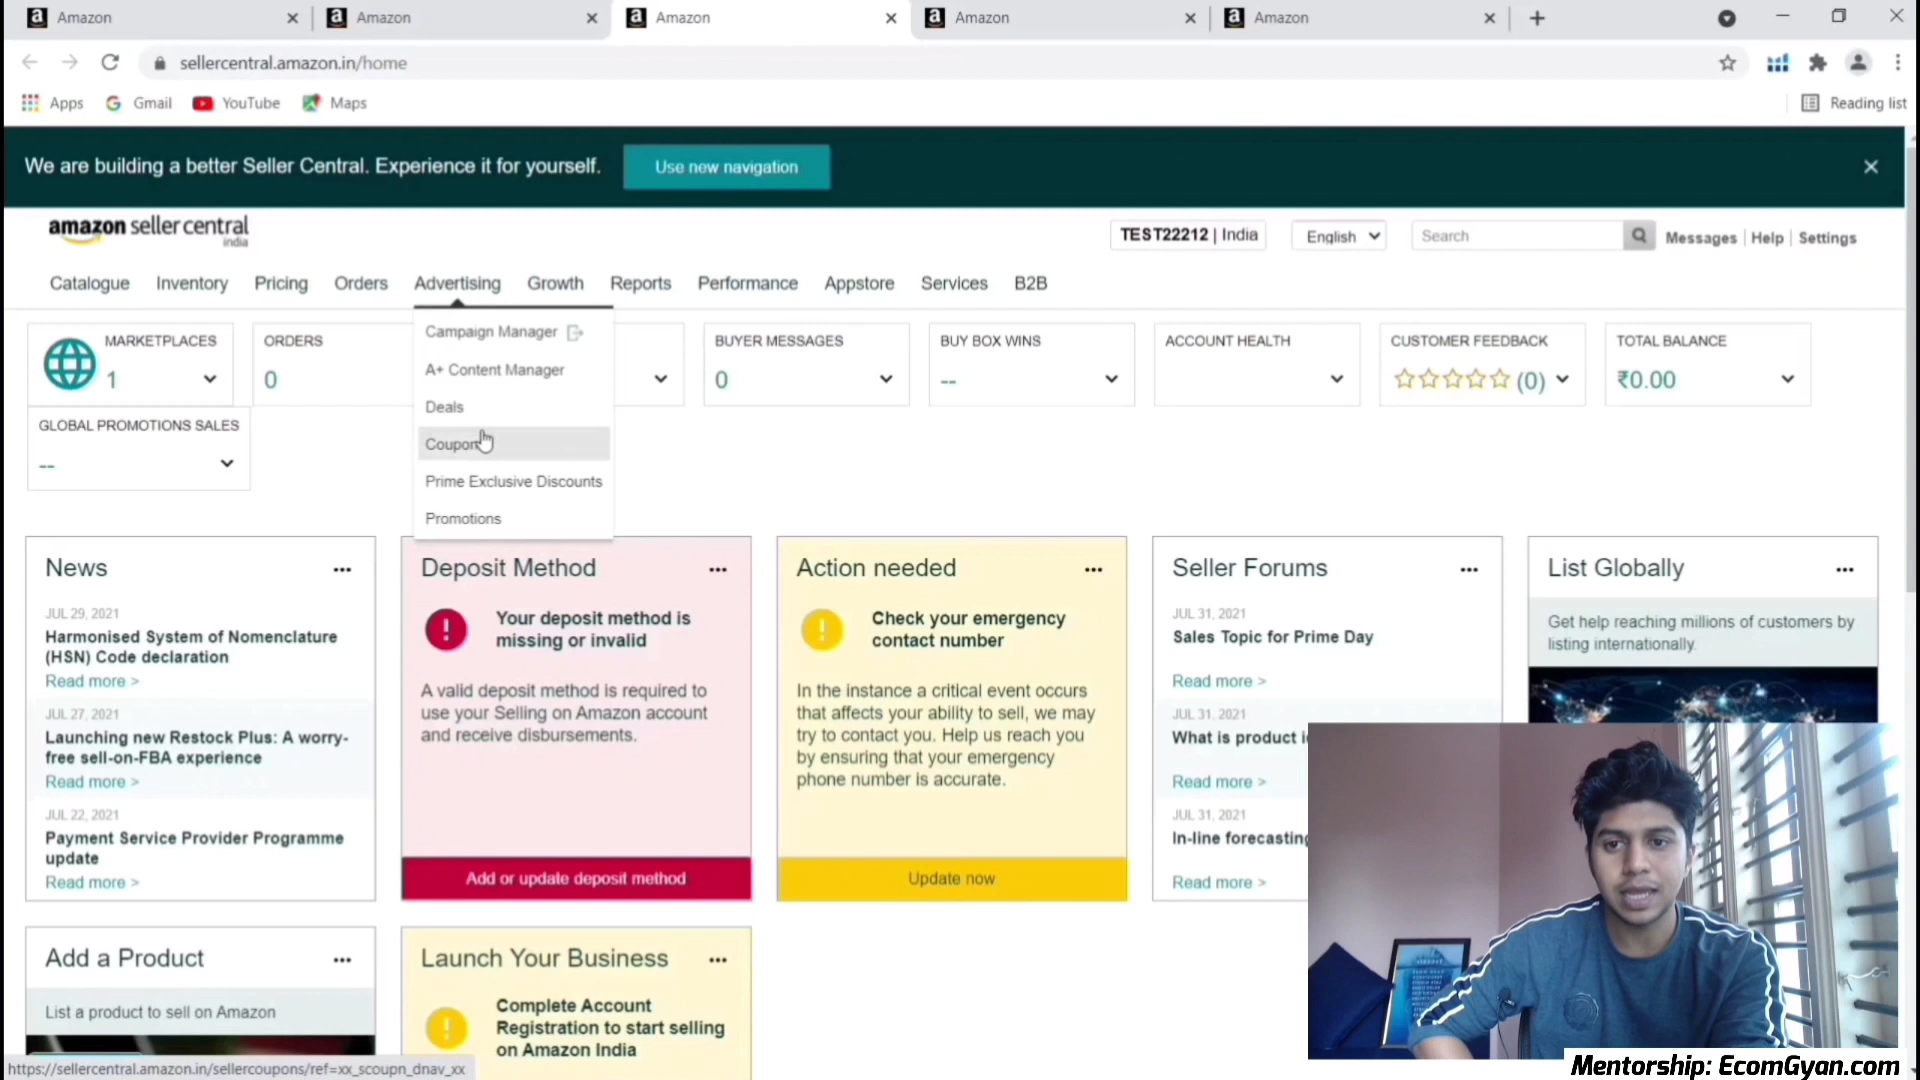 Amazon
Amazon
Amazon
Amazon
Amazon
sellercentral.amazon.in/home
Apps
Gmail
YouTube
Maps
Reading list
We are building a better Seller Central. Experience it for yourself.
Use new navigation
amazon seller central
india
TEST22212 | India
English
Search
Messages | Help | Settings
Catalogue
Inventory
Pricing
Orders
Advertising
Growth
Reports
Performance
Appstore
Services
B2B
Campaign Manager
A+ Content Manager
Deals
Prime Exclusive Discounts
Promotions
MARKETPLACES
1
ORDERS
0
BUYER MESSAGES
0
BUY BOX WINS
--
ACCOUNT HEALTH
CUSTOMER FEEDBACK
(0)
TOTAL BALANCE
₹0.00
GLOBAL PROMOTIONS SALES
--
News
JUL 29, 2021
Harmonised System of Nomenclature
(HSN) Code declaration
Read more >
JUL 27, 2021
Launching new Restock Plus: A worry-
free sell-on-FBA experience
Read more >
JUL 22, 2021
Payment Service Provider Programme
update
Read more >
Deposit Method
Your deposit method is
missing or invalid
A valid deposit method is required to
use your Selling on Amazon account
and receive disbursements.
Add or update deposit method
Action needed
Check your emergency
contact number
In the instance a critical event occurs
that affects your ability to sell, we may
try to contact you. Help us reach you
by ensuring that your emergency
phone number is accurate.
Update now
Seller Forums
JUL 31, 2021
Sales Topic for Prime Day
Read more >
JUL 31, 2021
What is product
Read more >
JUL 31, 2021
In-line forecasting
Read more >
List Globally
Get help reaching millions of customers by
listing internationally.
Add a Product
List a product to sell on Amazon
Launch Your Business
Complete Account
Registration to start selling
on Amazon India
https://sellercentral.amazon.in/sellercoupons/ref=xx_scoupn_dnav_xx
Mentorship: EcomGyan.com